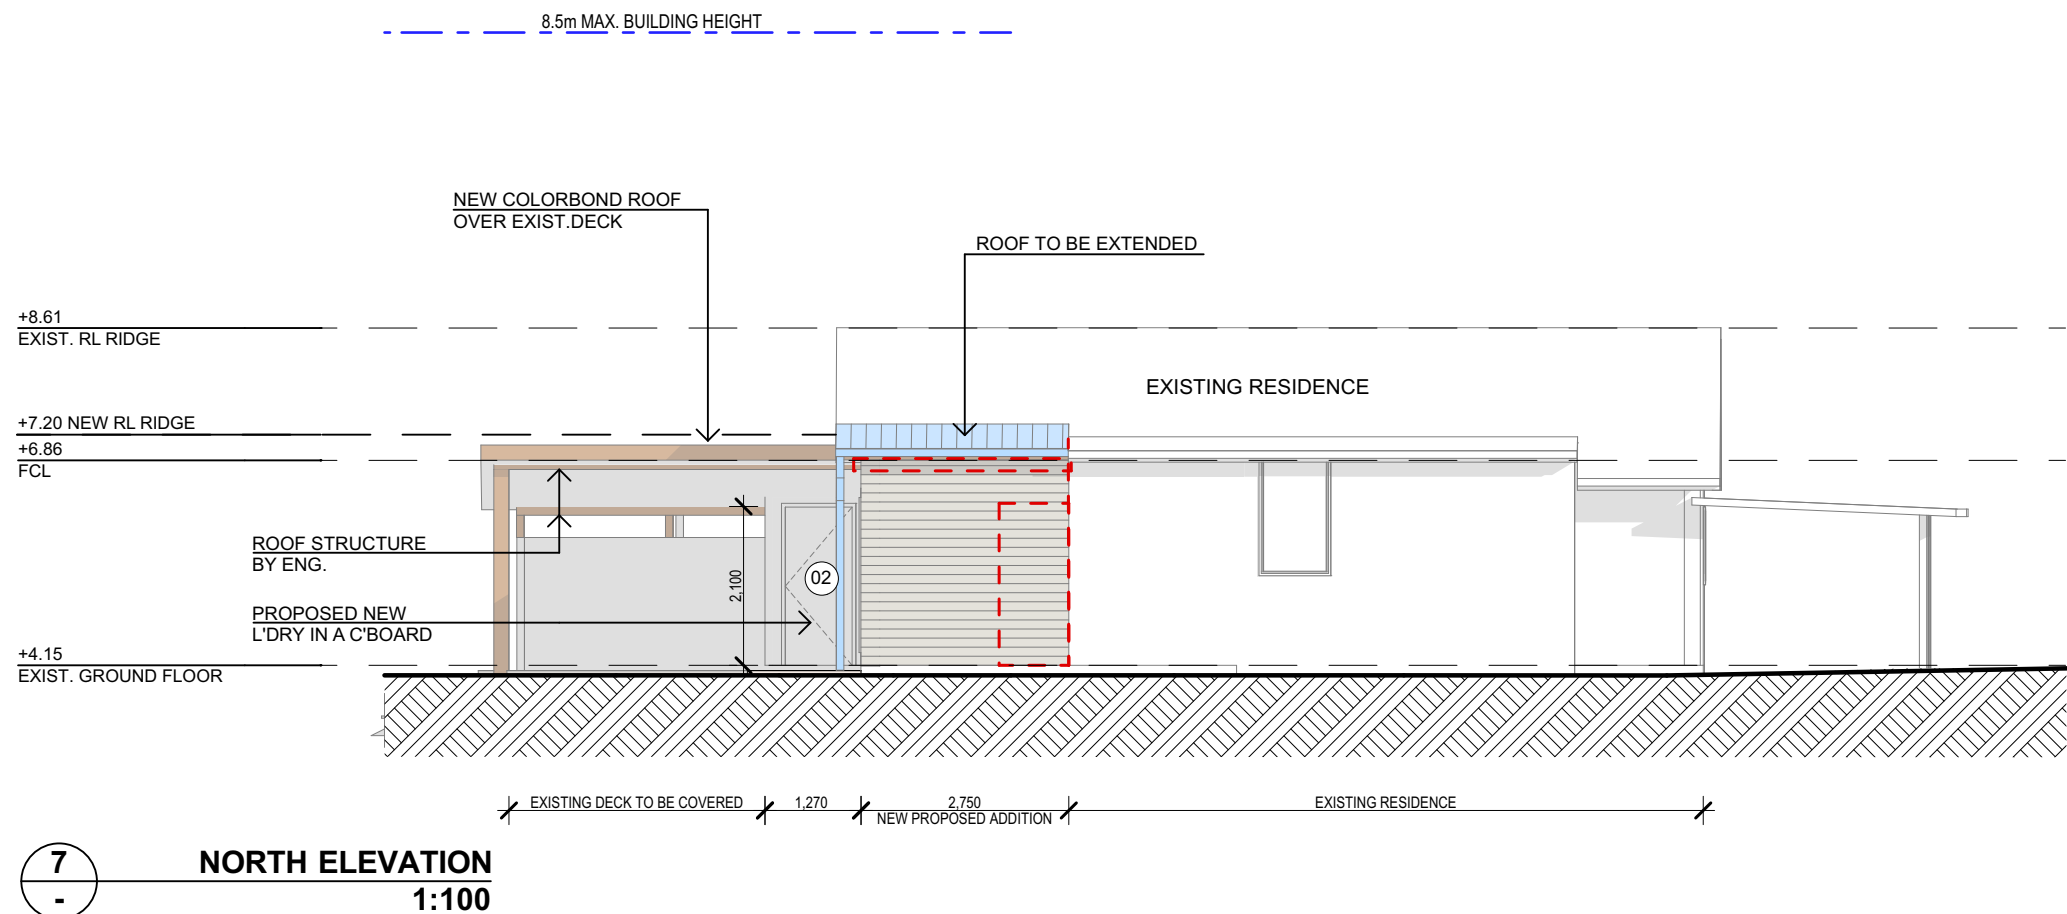 8.5m MAX. BUILDING HEIGHT
NEW COLORBOND ROOF
OVER EXIST.DECK
ROOF TO BE EXTENDED
+8.61
EXIST. RL RIDGE
EXISTING RESIDENCE
+7.20 NEW RL RIDGE
+6.86
FCL
ROOF STRUCTURE
BY ENG.
2,100
02
PROPOSED NEW
L'DRY IN A C'BOARD
+4.15
EXIST. GROUND FLOOR
EXISTING DECK TO BE COVERED
1,270
2,750
NEW PROPOSED ADDITION
EXISTING RESIDENCE
7
-
NORTH ELEVATION
1:100